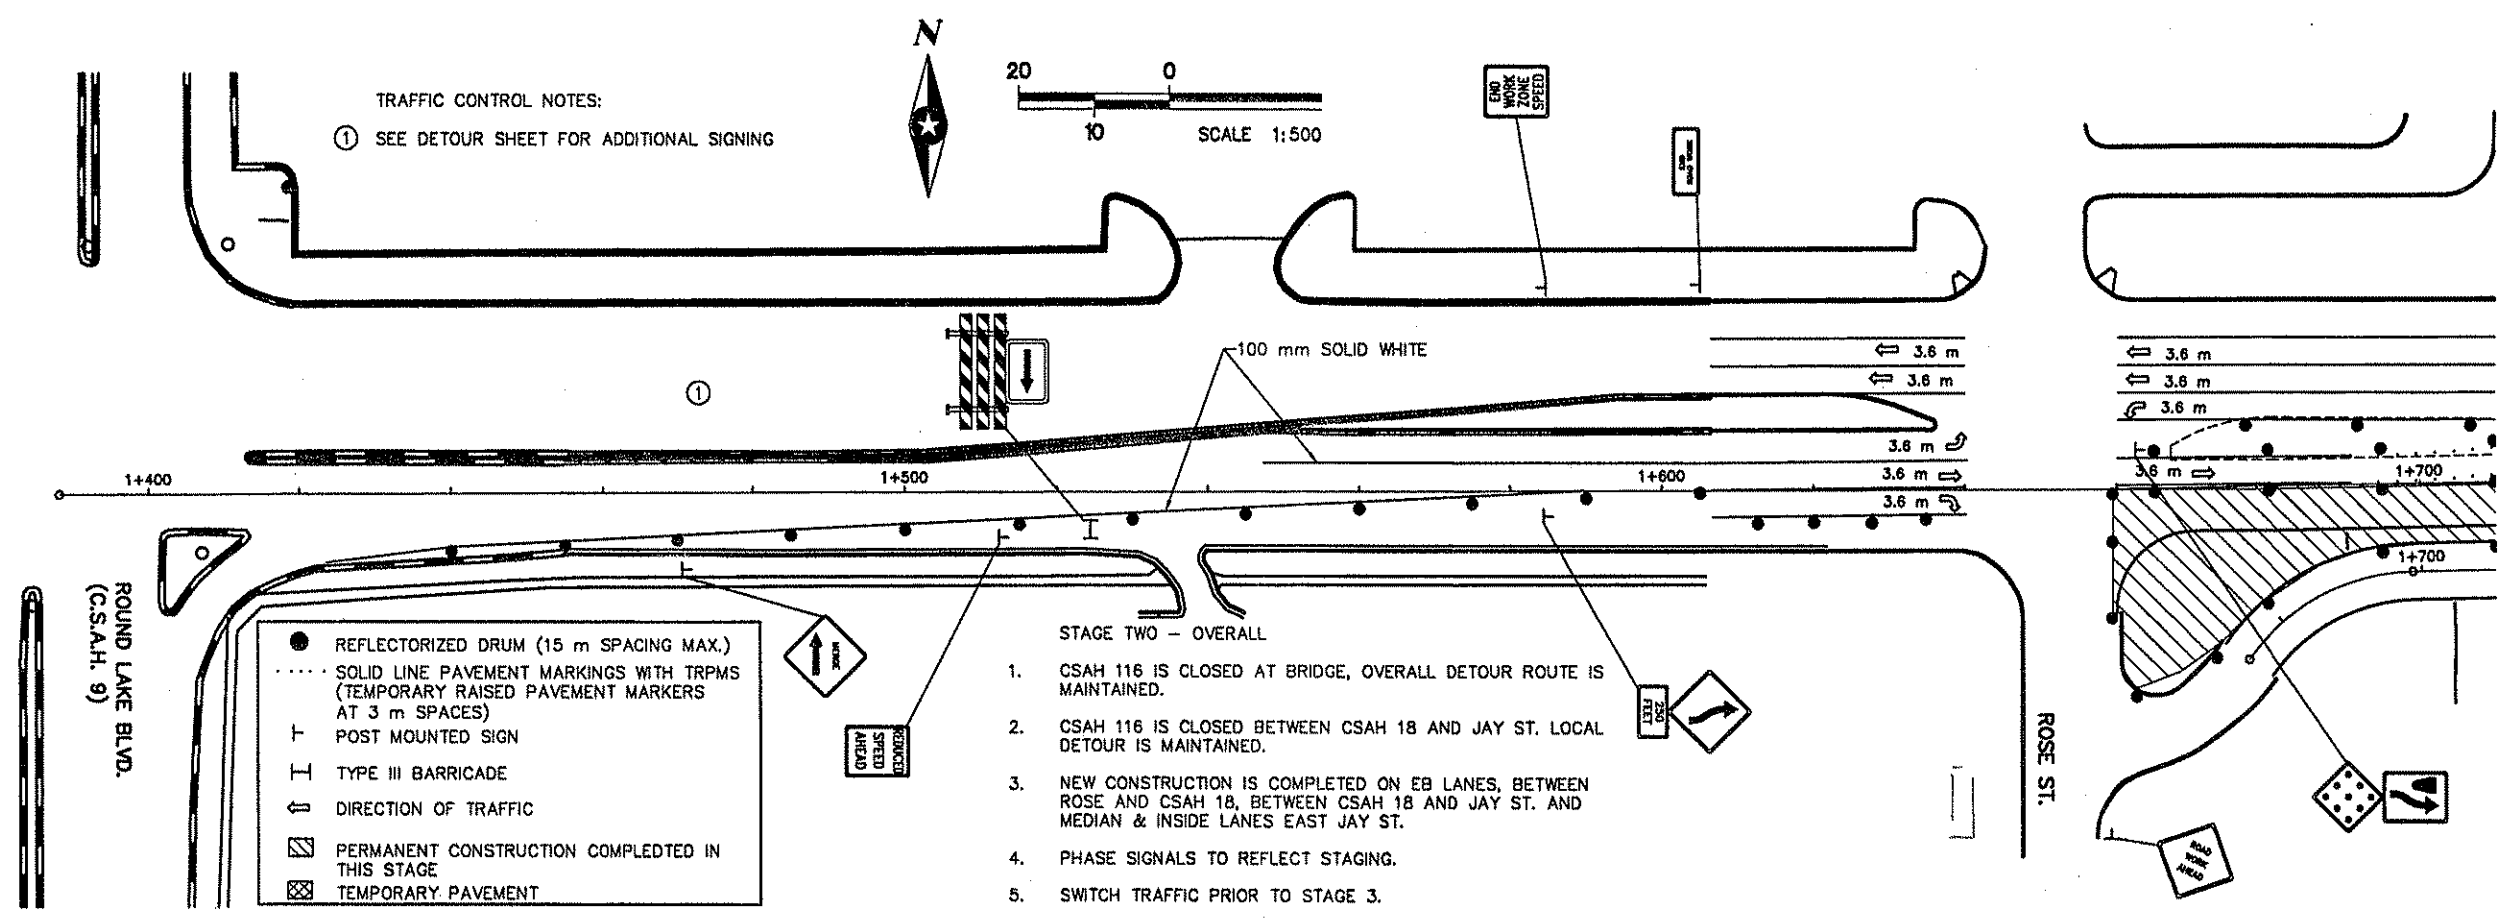 N
TRAFFIC CONTROL NOTES:
1 SEE DETOUR SHEET FOR ADDITIONAL SIGNING
20 0
10 SCALE 1:500
END
WORK
ZONE
SPEED
100 mm SOLID WHITE
1
3.6 m
3.6 m
3.6 m
3.6 m
3.6 m
3.6 m
3.6 m
3.6 m
3.6 m
1+400
1+500
1+600
1+700
1+700
ROUND LAKE BLVD.
(C.S.A.H. 9)
REFLECTORIZED DRUM (15 m SPACING MAX.)
SOLID LINE PAVEMENT MARKINGS WITH TRPMS
(TEMPORARY RAISED PAVEMENT MARKERS
AT 3 m SPACES)
POST MOUNTED SIGN
TYPE III BARRICADE
DIRECTION OF TRAFFIC
PERMANENT CONSTRUCTION COMPLEDTED IN
THIS STAGE
TEMPORARY PAVEMENT
MERGE
REDUCED
SPEED
AHEAD
STAGE TWO - OVERALL
1. CSAH 116 IS CLOSED AT BRIDGE, OVERALL DETOUR ROUTE IS
MAINTAINED.
2. CSAH 116 IS CLOSED BETWEEN CSAH 18 AND JAY ST. LOCAL
DETOUR IS MAINTAINED.
3. NEW CONSTRUCTION IS COMPLETED ON EB LANES, BETWEEN
ROSE AND CSAH 18, BETWEEN CSAH 18 AND JAY ST. AND
MEDIAN & INSIDE LANES EAST JAY ST.
4. PHASE SIGNALS TO REFLECT STAGING.
5. SWITCH TRAFFIC PRIOR TO STAGE 3.
250
FEET
ROSE ST.
ROAD
WORK
AHEAD